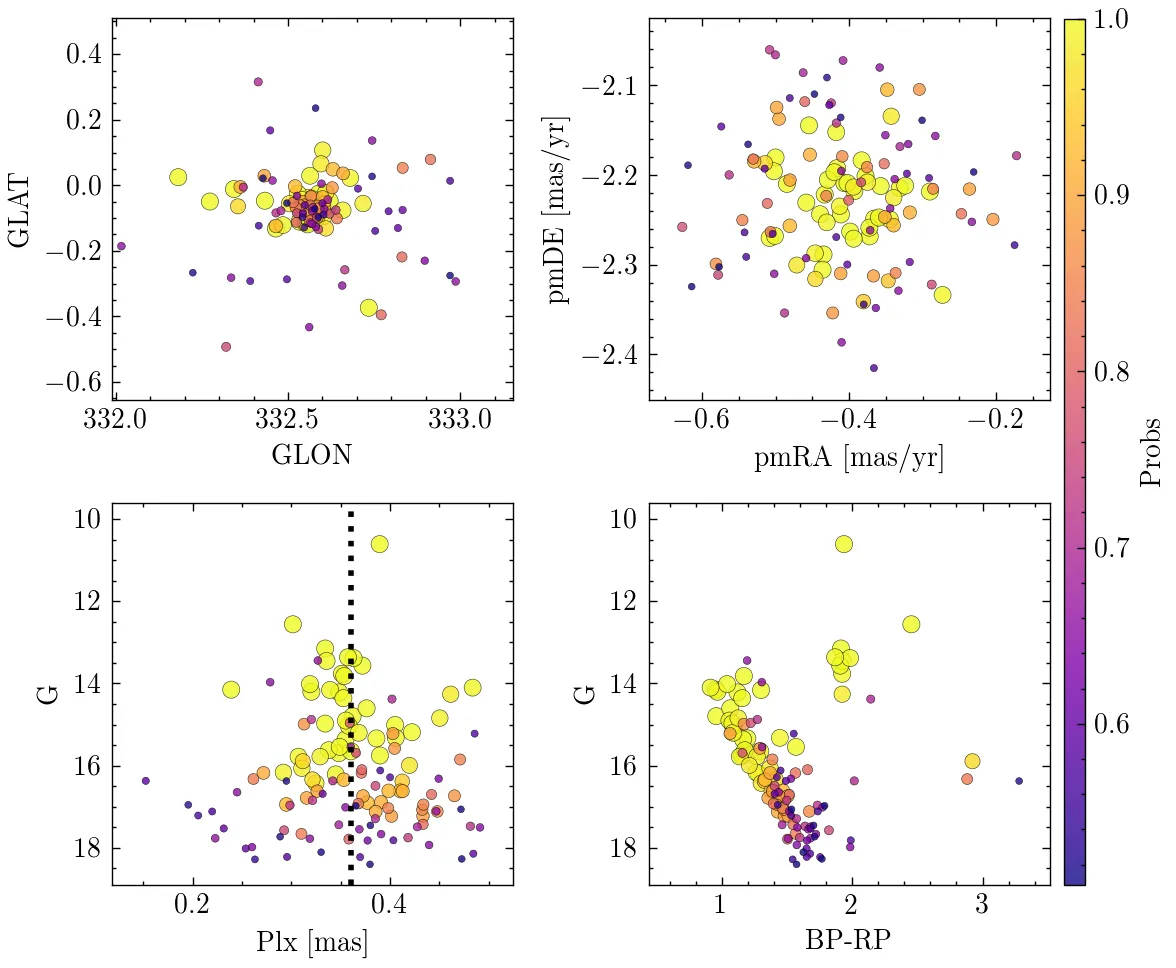 0.4
0.2
0.0
−0.2
−0.4
−0.6
GLAT
332.0 332.5 333.0
GLON
−2.1
−2.2
−2.3
−2.4
pmDE [mas/yr]
−0.6 −0.4 −0.2
pmRA [mas/yr]
10
12
14
16
18
G
0.2 0.4
Plx [mas]
10
12
14
16
18
G
1 2 3
BP-RP
1.0
0.9
0.8
0.7
0.6
Probs